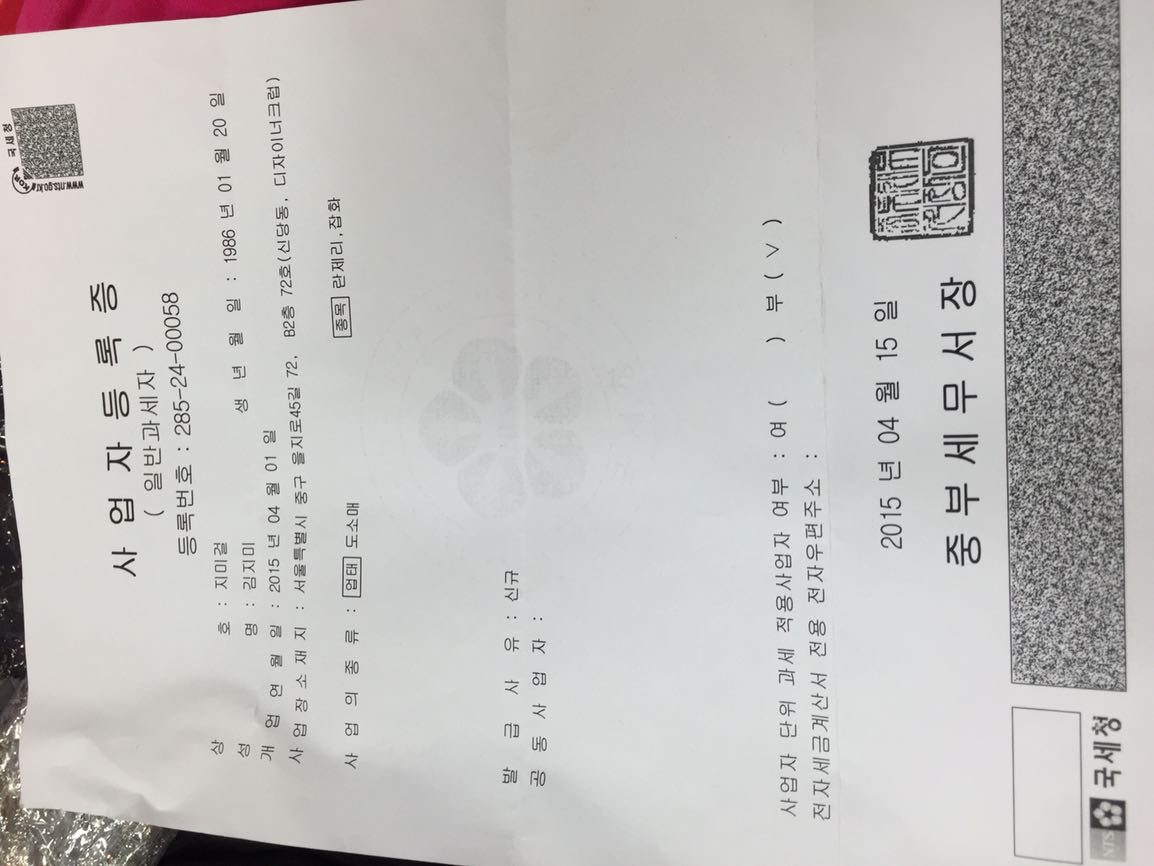 국세청
www.nts.go.kr
사업자등록증
( 일반과세자 )
등록번호 : 285-24-00058
상 호 : 지미걸
성 명 : 김지미 생 년 월 일 : 1986 년 01 월 20 일
개 업 연 월 일 : 2015 년 04 월 01 일
사 업 장 소 재 지 : 서울특별시 중구 을지로45길 72, B2층 72호(신당동, 디자이너크럽)
사 업 의 종 류 : 업태 도소매 종목 란제리,잡화
발 급 사 유 : 신규
공 동 사 업 자 :
사업자 단위 과세 적용사업자 여부 : 여( ) 부( ∨ )
전자세금계산서 전용 전자우편주소 :
2015 년 04 월 15 일
중부세무서장
NTS 국세청